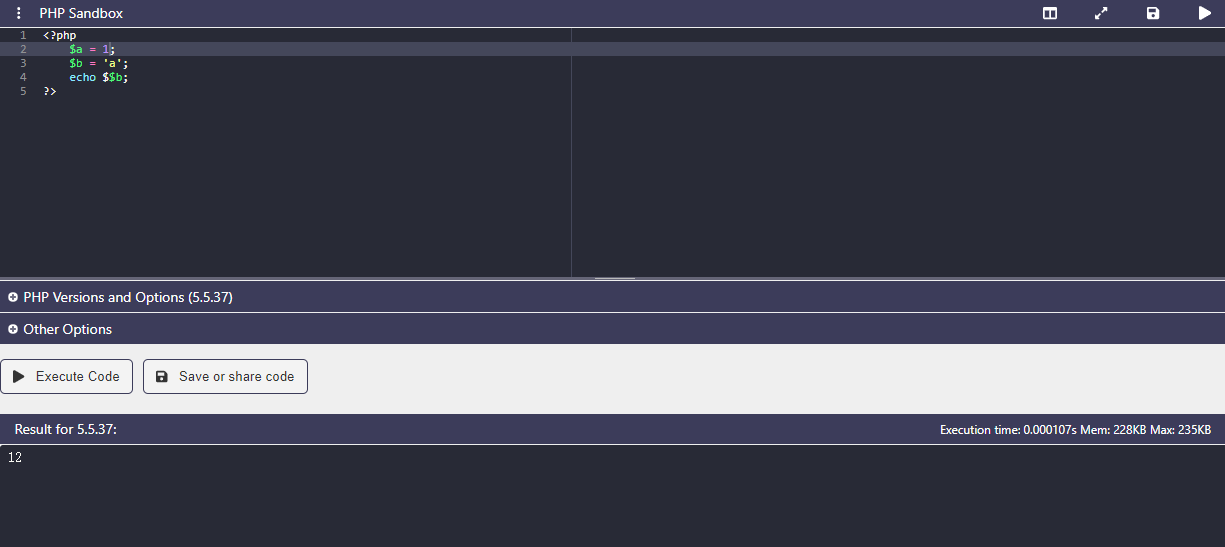 PHP Sandbox
1 <?php
2 $a = 1;
3 $b = 'a';
4 echo $$b;
5 ?>
PHP Versions and Options (5.5.37)
Other Options
Execute Code Save or share code
Result for 5.5.37: Execution time: 0.000107s Mem: 228KB Max: 235KB
12